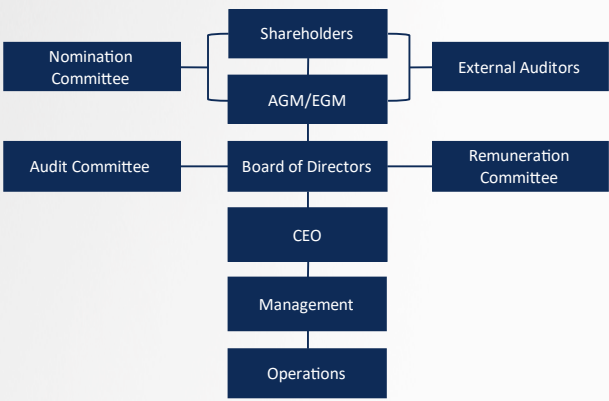 Shareholders
Nomination
Committee
External Auditors
AGM/EGM
Audit Committee
Board of Directors
Remuneration
Committee
CEO
Management
Operations